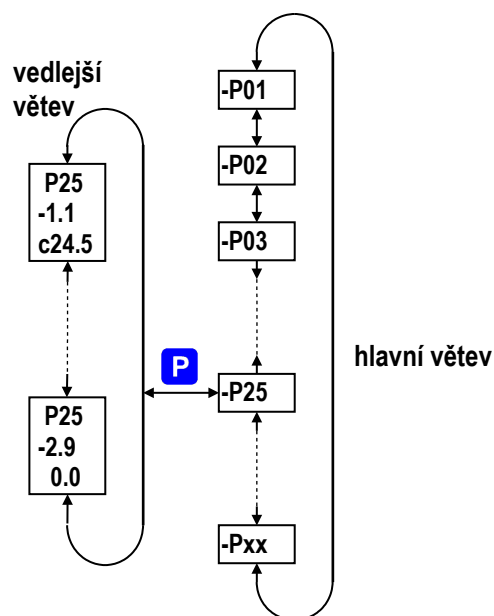 vedlejší
větev
P25
-1.1
c24.5
P25
-2.9
0.0
P
-P01
-P02
-P03
-P25
-Pxx
hlavní větev